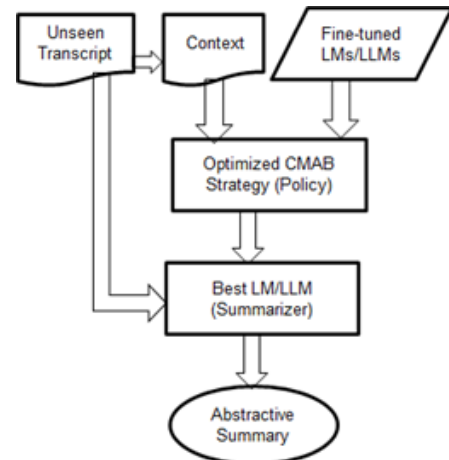 Unseen
Transcript
Context
Fine-tuned
LMs/LLMs
Optimized CMAB
Strategy (Policy)
Best LM/LLM
(Summarizer)
Abstractive
Summary